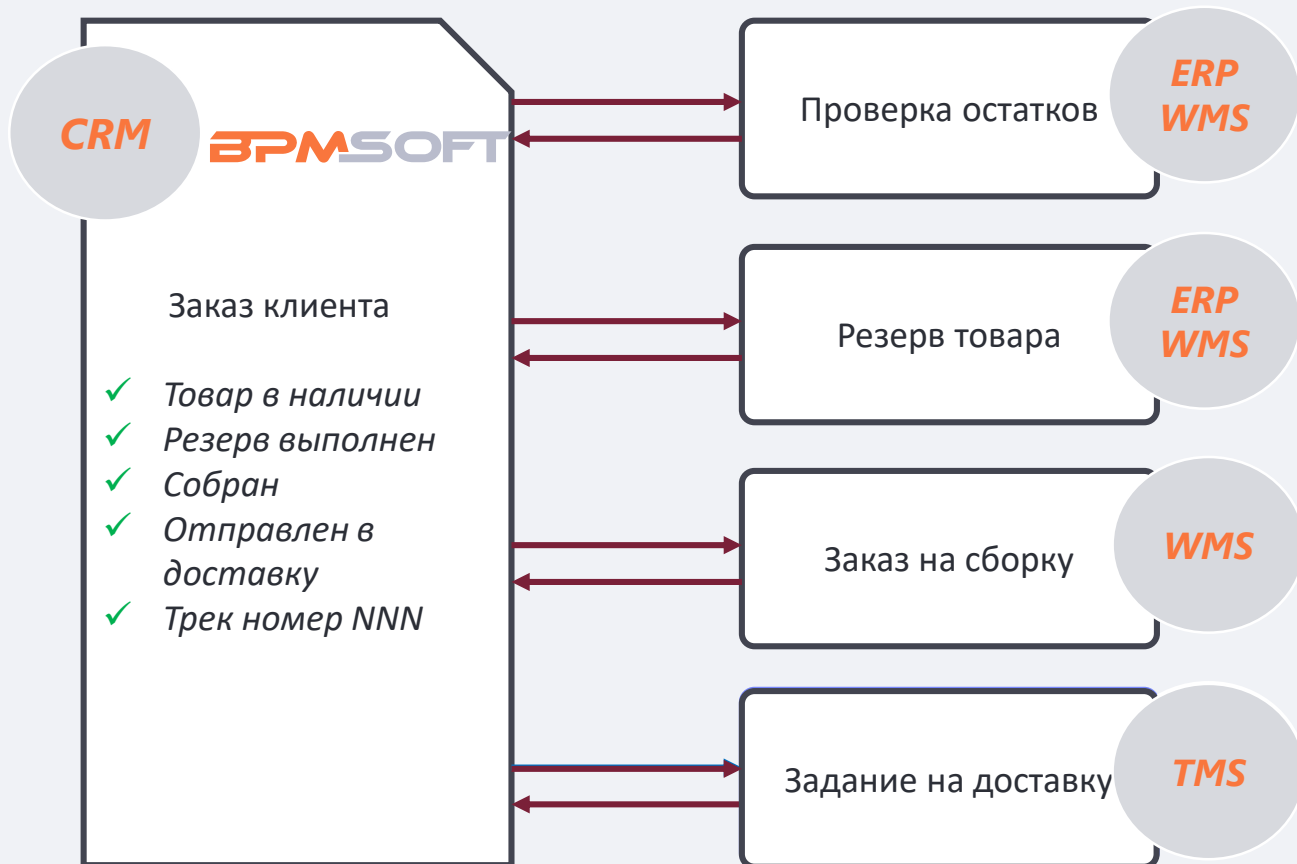 CRM
BPMSOFT
Заказ клиента
✓ Товар в наличии
✓ Резерв выполнен
✓ Собран
✓ Отправлен в
доставку
✓ Трек номер NNN
Проверка остатков
ERP
WMS
Резерв товара
ERP
WMS
Заказ на сборку
WMS
Задание на доставку
TMS